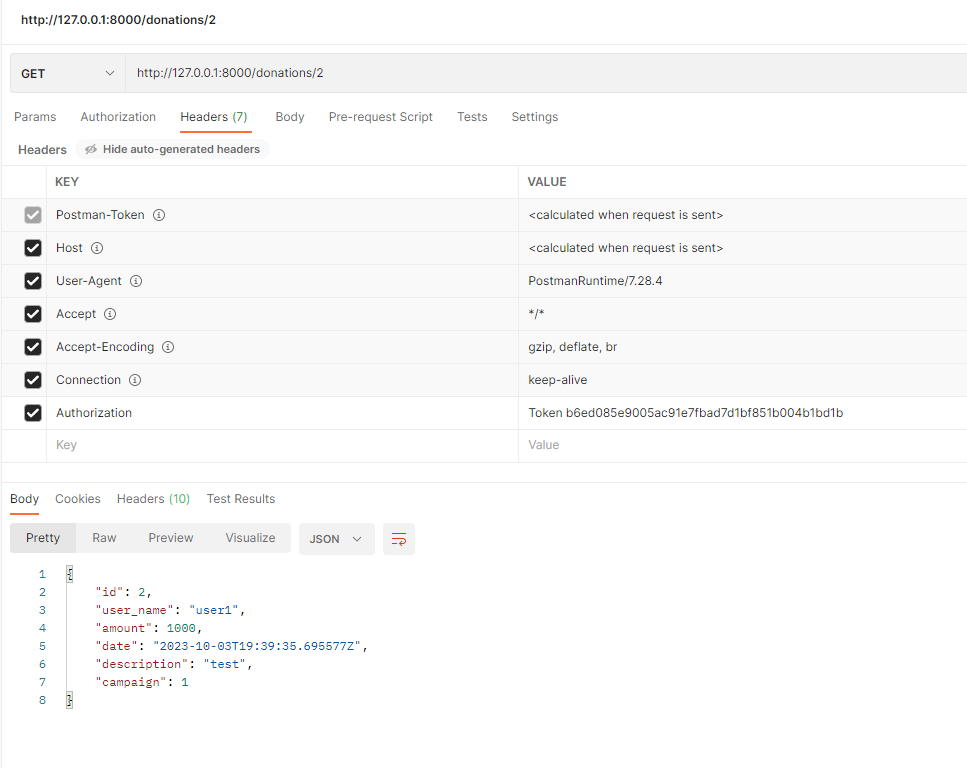 http://127.0.0.1:8000/donations/2
GET http://127.0.0.1:8000/donations/2
Params Authorization Headers (7) Body Pre-request Script Tests Settings
Headers Hide auto-generated headers
KEY VALUE
Postman-Token <calculated when request is sent>
Host <calculated when request is sent>
User-Agent PostmanRuntime/7.28.4
Accept */*
Accept-Encoding gzip, deflate, br
Connection keep-alive
Authorization Token b6ed085e9005ac91e7fbad7d1bf851b004b1bd1b
Key Value
Body Cookies Headers (10) Test Results
Pretty Raw Preview Visualize JSON
1 {
2 "id": 2,
3 "user_name": "user1",
4 "amount": 1000,
5 "date": "2023-10-03T19:39:35.695577Z",
6 "description": "test",
7 "campaign": 1
8 }